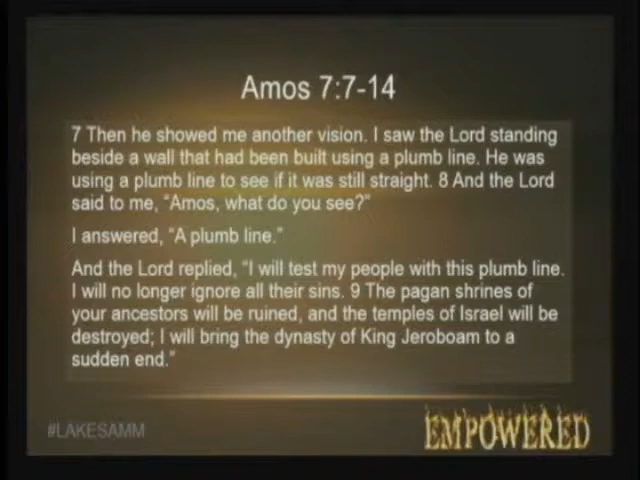 Amos 7:7-14
7 Then he showed me another vision. I saw the Lord standing
beside a wall that had been built using a plumb line. He was
using a plumb line to see if it was still straight. 8 And the Lord
said to me, “Amos, what do you see?”
I answered, “A plumb line.”
And the Lord replied, “I will test my people with this plumb line.
I will no longer ignore all their sins. 9 The pagan shrines of
your ancestors will be ruined, and the temples of Israel will be
destroyed; I will bring the dynasty of King Jeroboam to a
sudden end.”
#LAKESAMM
EMPOWERED